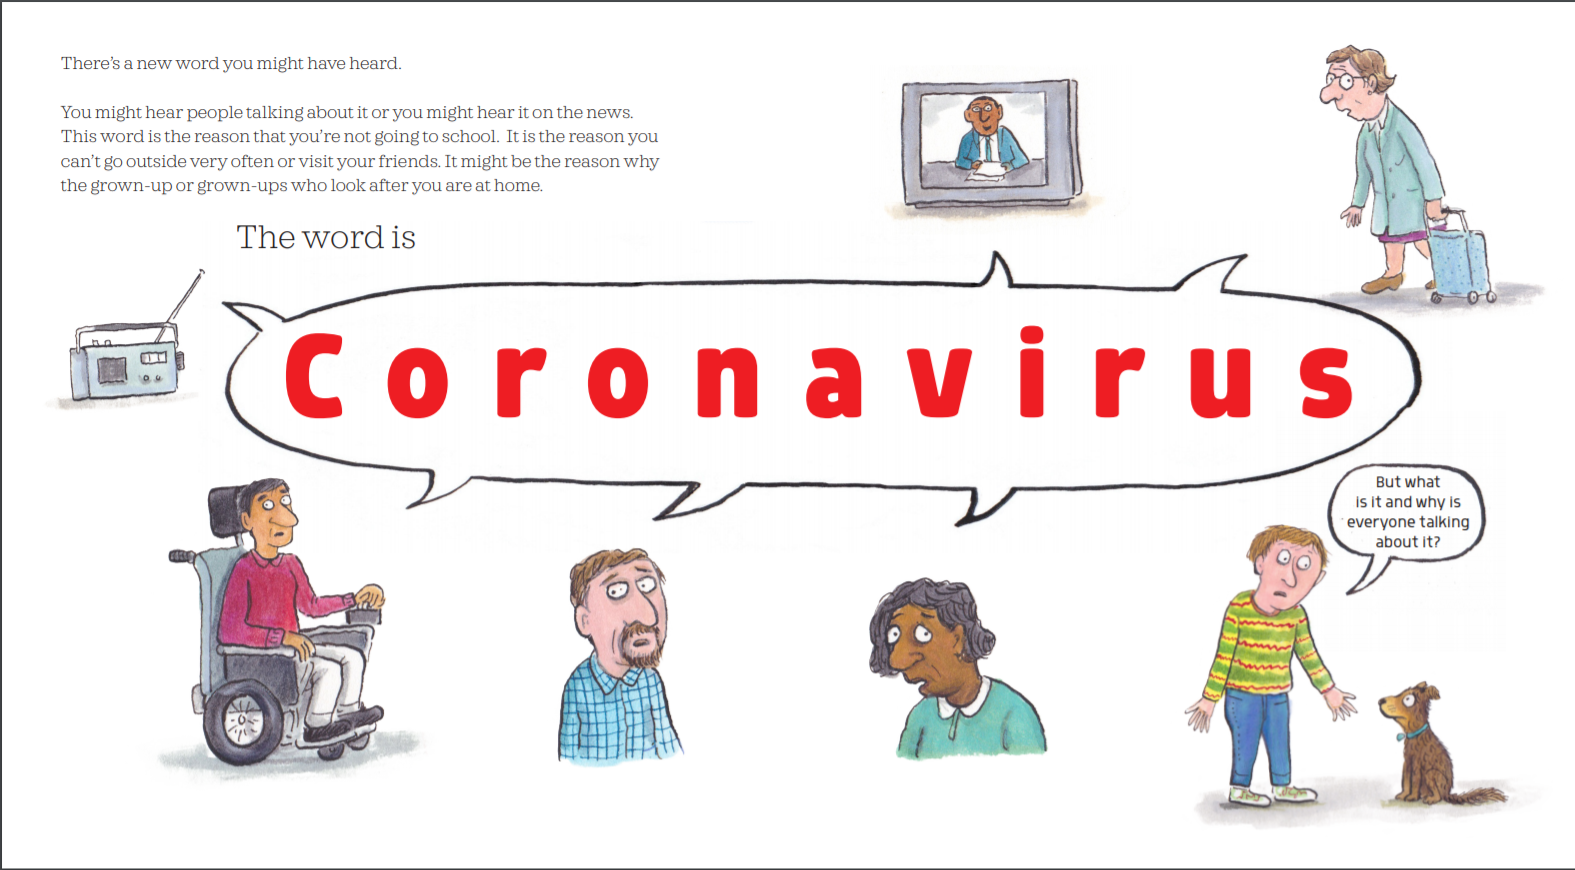 There's a new word you might have heard.
You might hear people talking about it or you might hear it on the news.
This word is the reason that you're not going to school. It is the reason you
can't go outside very often or visit your friends. It might be the reason why
the grown-up or grown-ups who look after you are at home.
The word is
Coronavirus
But what
is it and why is
everyone talking
about it?